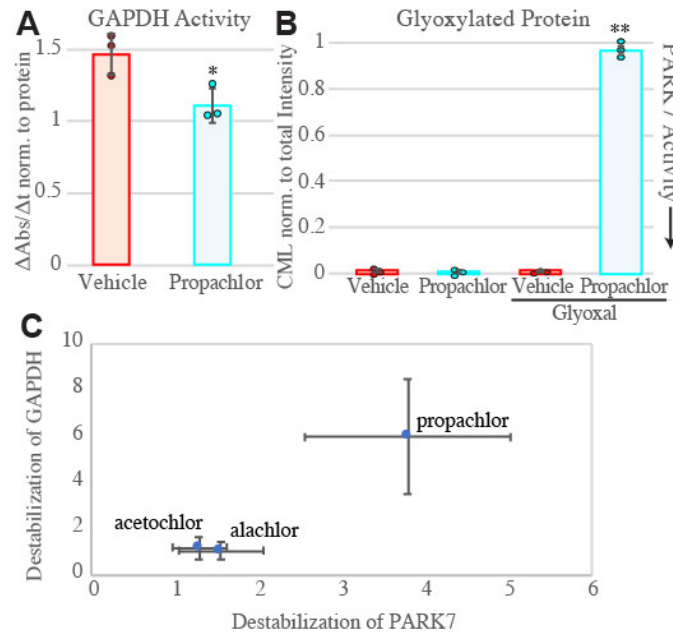 A
GAPDH Activity
ΔAbs/Δt norm. to protein
1.5
1
0.5
0
*
Vehicle
Propachlor
B
Glyoxylated Protein
CML norm. to total Intensity
1
0.8
0.6
0.4
0.2
0
**
PARK 7 Activity
Vehicle Propachlor Vehicle Propachlor
Glyoxal
C
Destabilization of GAPDH
10
8
6
4
2
0
propachlor
acetochlor
alachlor
0 1 2 3 4 5 6
Destabilization of PARK7